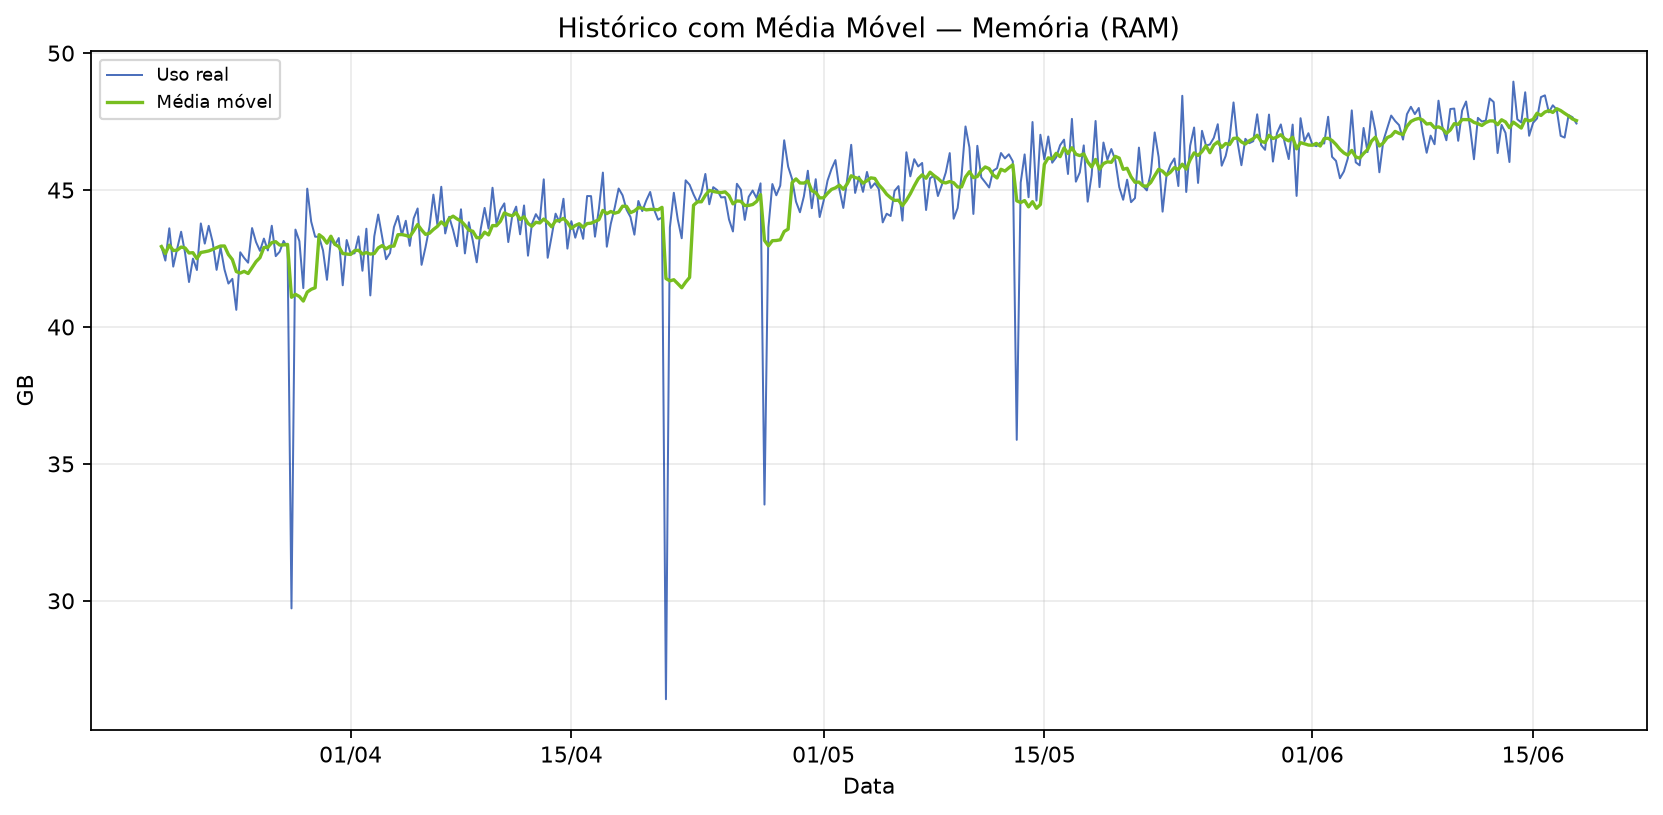 Histórico com Média Móvel — Memória (RAM)
Uso real
Média móvel
50
45
40
35
30
GB
01/04
15/04
01/05
15/05
01/06
15/06
Data